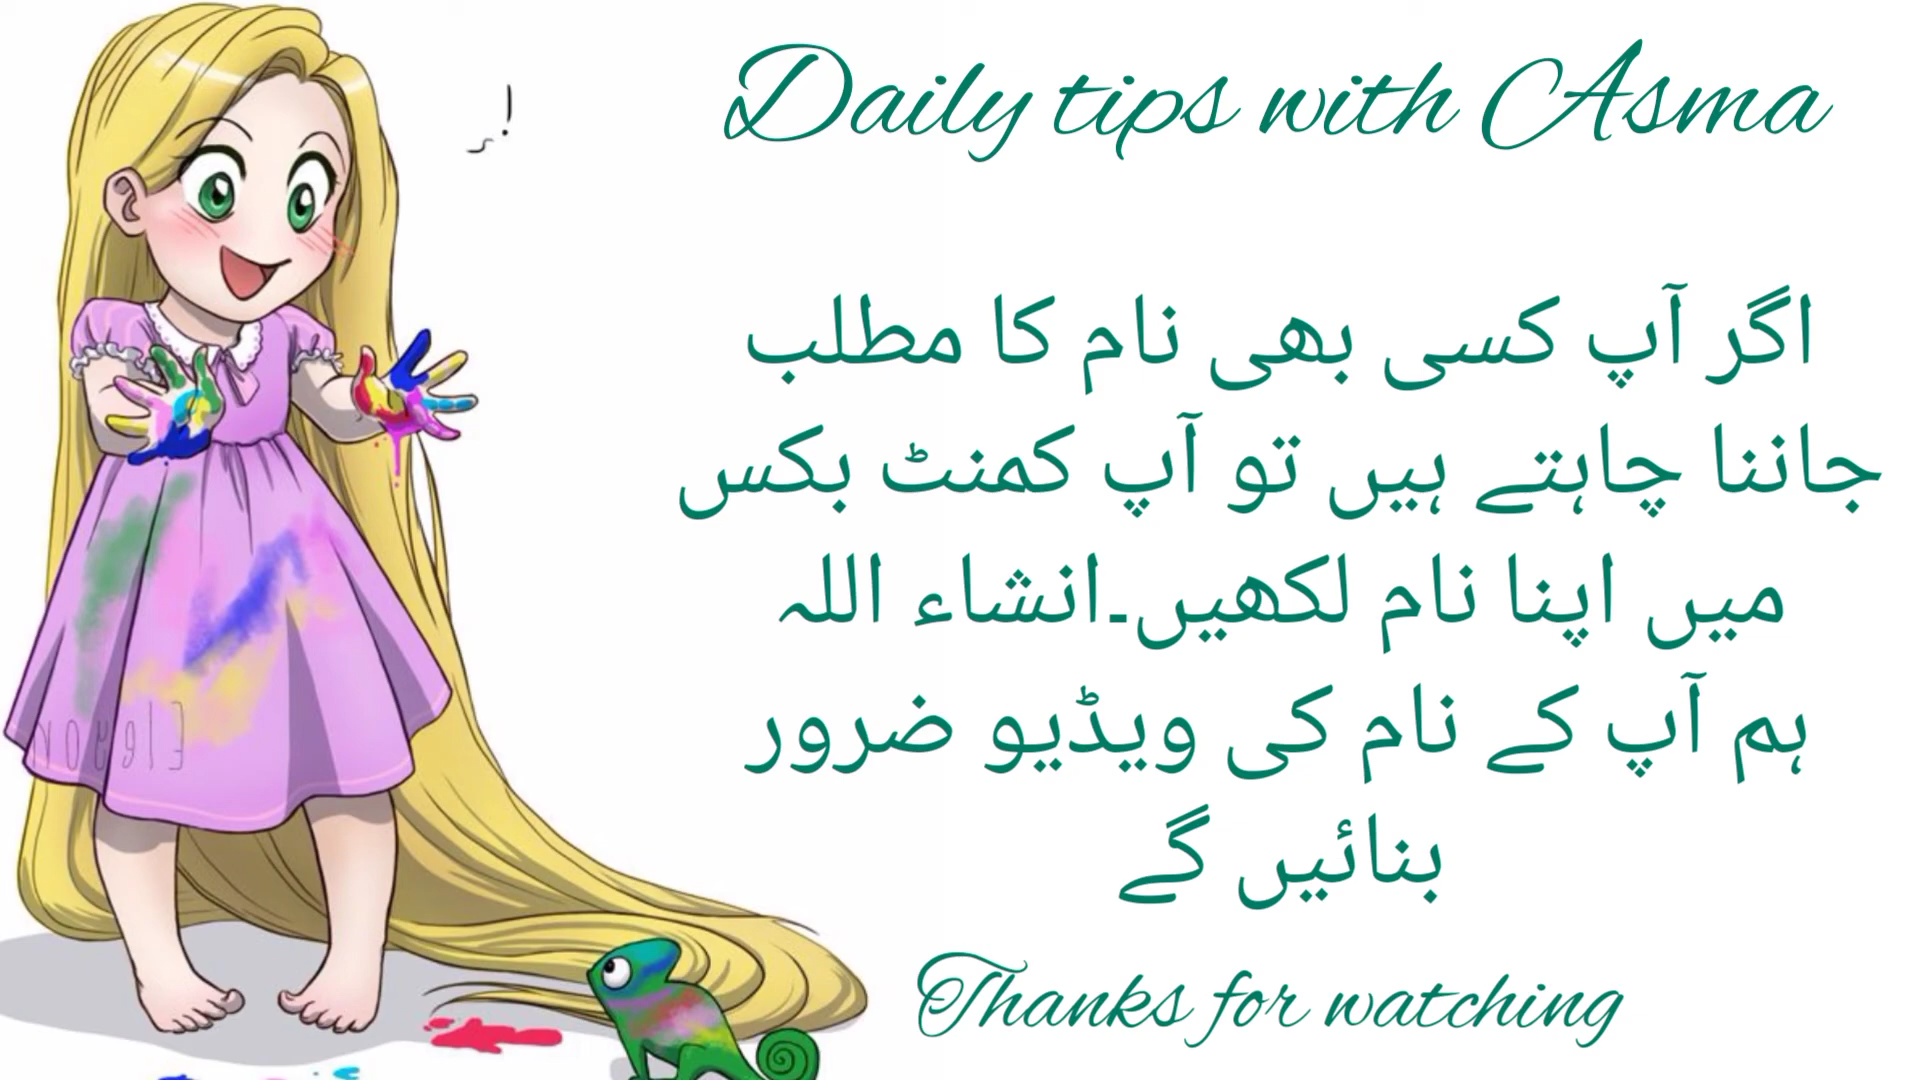 Daily tips with Asma
!
اگر آپ کسی بھی نام کا مطلب
جاننا چاہتے ہیں تو آپ کمنٹ بکس
میں اپنا نام لکھیں۔انشاء اللہ
ہم آپ کے نام کی ویڈیو ضرور
بنائیں گے
Thanks for watching